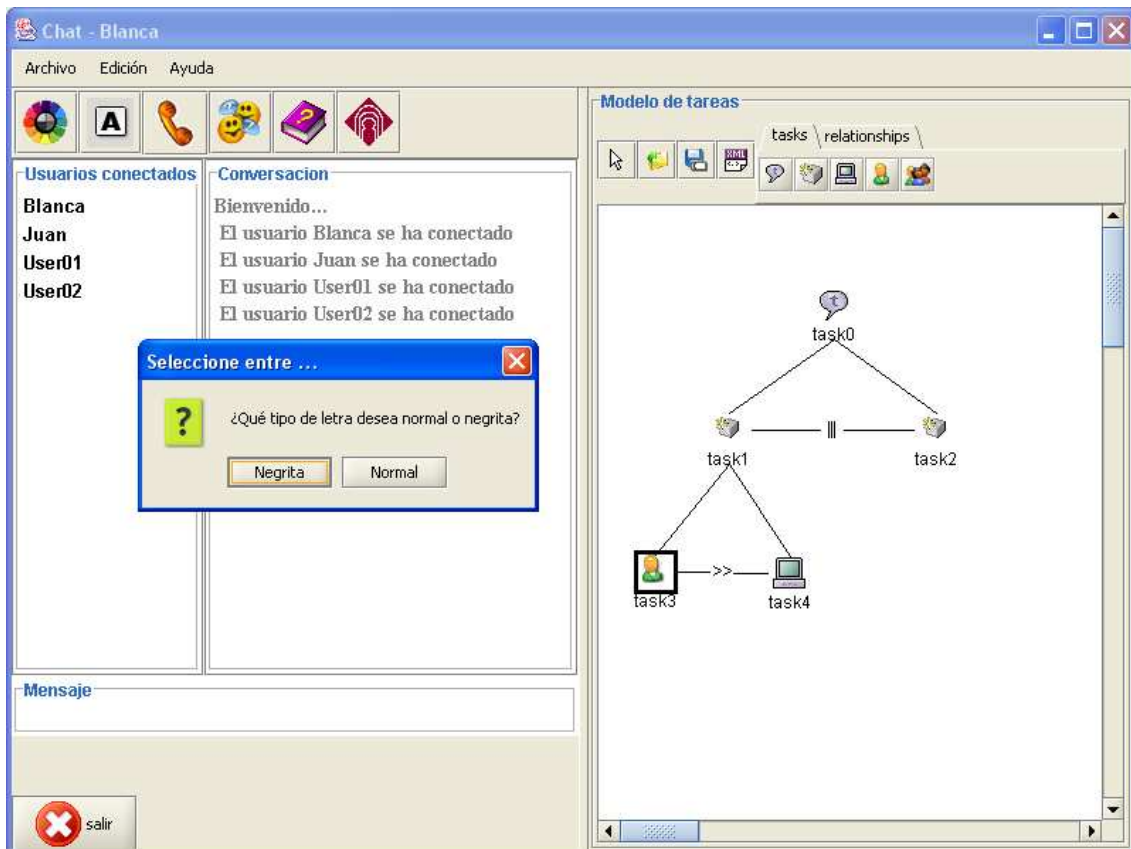 Chat - Blanca
Archivo Edición Ayuda
A
Usuarios conectados
Blanca
Juan
User01
User02
Conversacion
Bienvenido...
El usuario Blanca se ha conectado
El usuario Juan se ha conectado
El usuario User01 se ha conectado
El usuario User02 se ha conectado
Seleccione entre ...
¿Qué tipo de letra desea normal o negrita?
Negrita Normal
Mensaje
salir
Modelo de tareas
tasks relationships
XML
t
task0
task1 ||| task2
>>
task3 task4